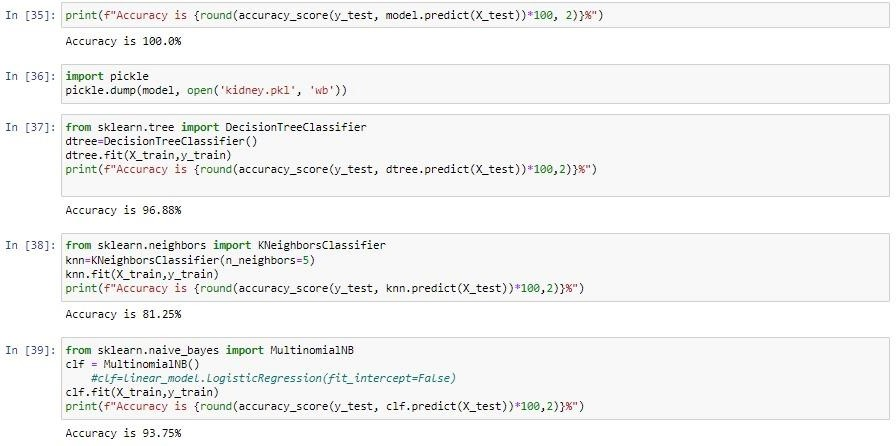 In [35]: print(f"Accuracy is {round(accuracy_score(y_test, model.predict(X_test))*100, 2)}%")
Accuracy is 100.0%
In [36]: import pickle
pickle.dump(model, open('kidney.pkl', 'wb'))
In [37]: from sklearn.tree import DecisionTreeClassifier
dtree=DecisionTreeClassifier()
dtree.fit(X_train,y_train)
print(f"Accuracy is {round(accuracy_score(y_test, dtree.predict(X_test))*100,2)}%")
Accuracy is 96.88%
In [38]: from sklearn.neighbors import KNeighborsClassifier
knn=KNeighborsClassifier(n_neighbors=5)
knn.fit(X_train,y_train)
print(f"Accuracy is {round(accuracy_score(y_test, knn.predict(X_test))*100,2)}%")
Accuracy is 81.25%
In [39]: from sklearn.naive_bayes import MultinomialNB
clf = MultinomialNB()
#clf=linear_model.LogisticRegression(fit_intercept=False)
clf.fit(X_train,y_train)
print(f"Accuracy is {round(accuracy_score(y_test, clf.predict(X_test))*100,2)}%")
Accuracy is 93.75%